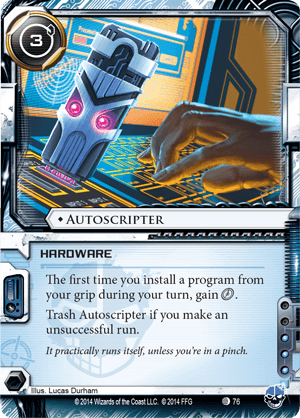 3
⬥ AUTOSCRIPTER
HARDWARE
The first time you install a program
from your grip during your turn, gain .
Trash Autoscripter if you make an
unsuccessful run.
It practically runs itself, unless you're in a pinch.
Illus. Lucas Durham
© 2014 Wizards of the Coast LLC. © 2014 FFG
76